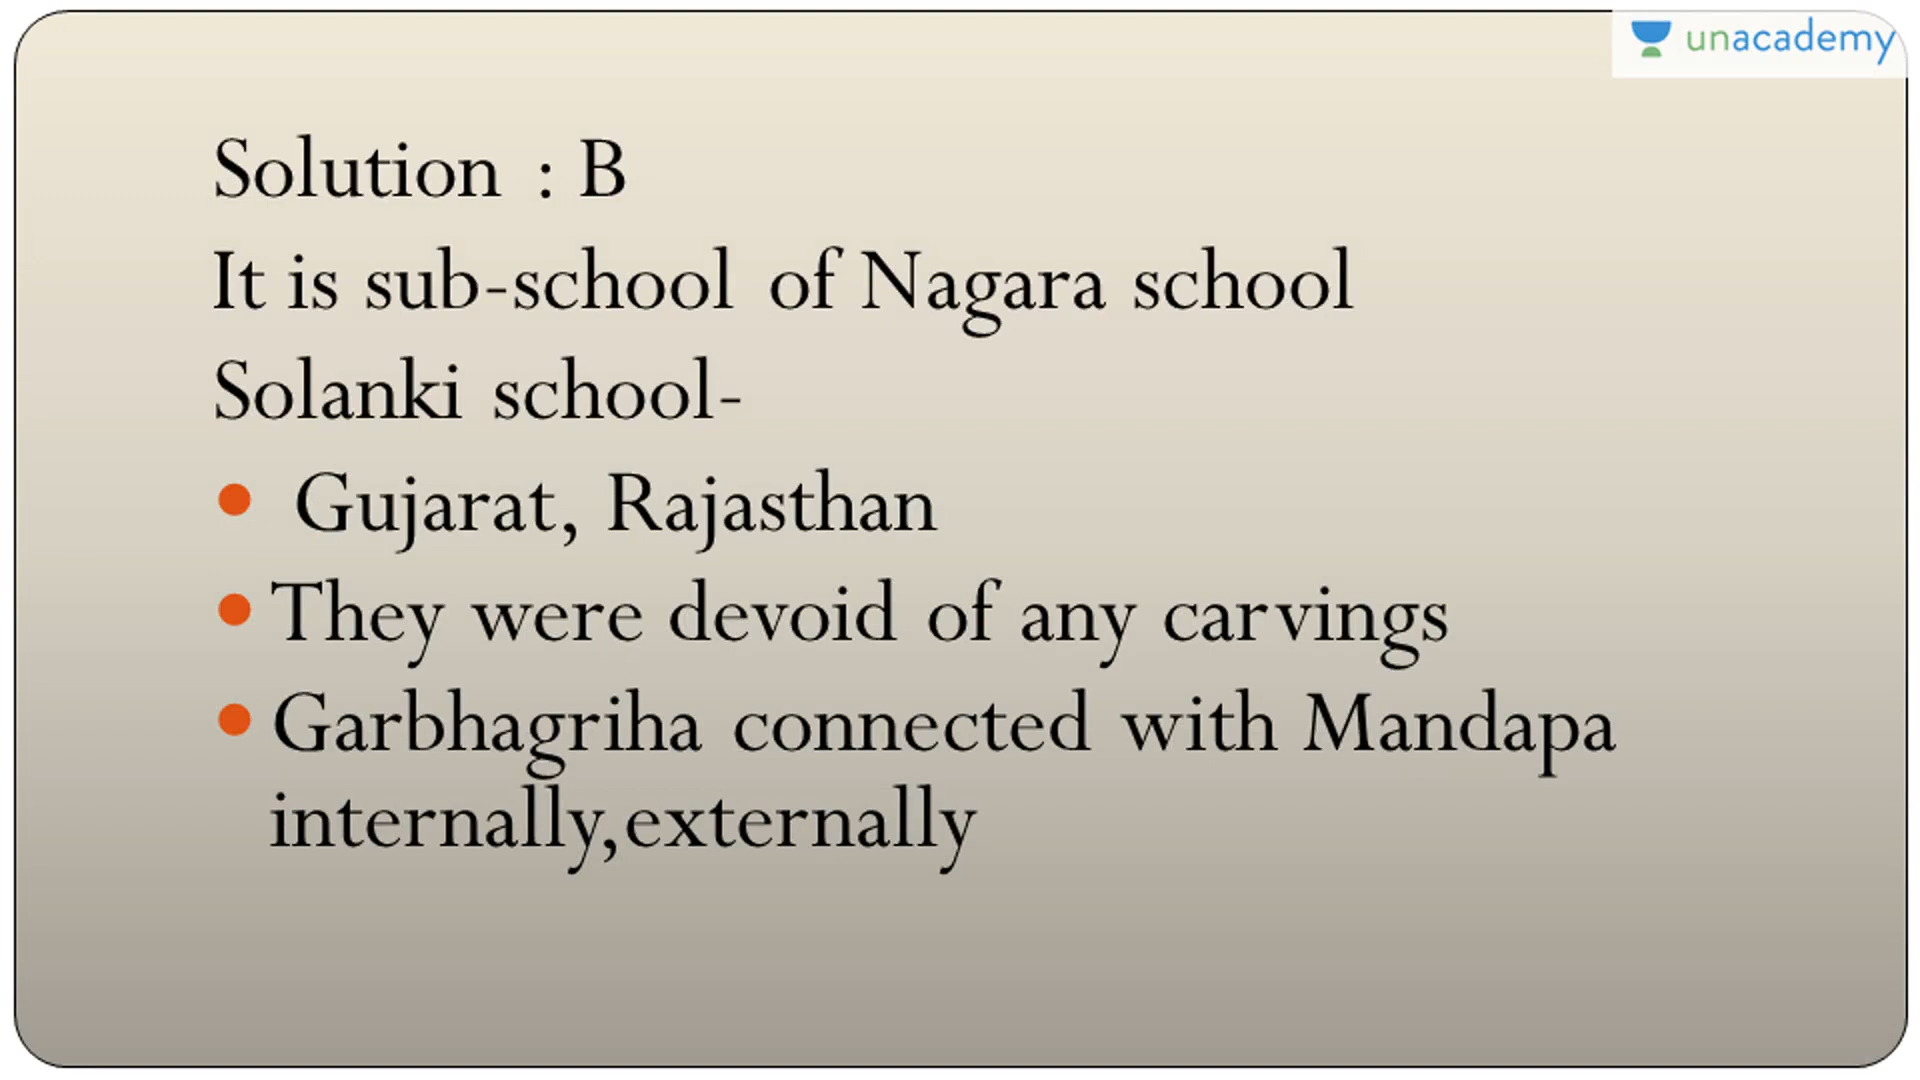 unacademy
Solution : B
It is sub-school of Nagara school
Solanki school-
Gujarat, Rajasthan
They were devoid of any carvings
Garbhagriha connected with Mandapa
internally,externally